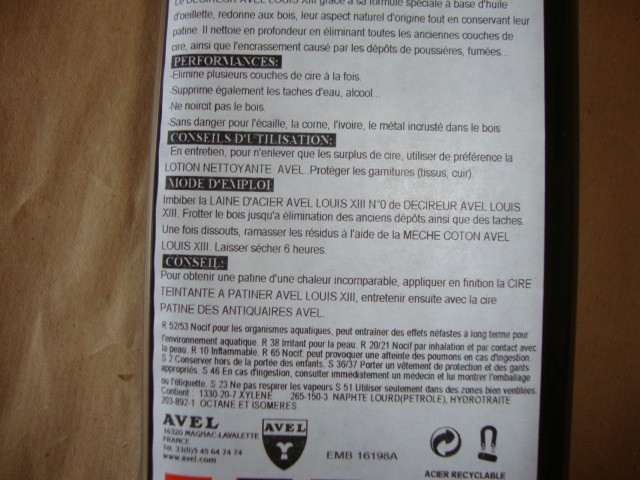 Le DECIREUR AVEL LOUIS XIII grâce à sa formule spéciale à base d'huile
d'oeillette, redonne aux bois, leur aspect naturel d'origine tout en conservant leur
patine. Il nettoie en profondeur en éliminant toutes les anciennes couches de
cire, ainsi que l'encrassement causé par les dépôts de poussières, fumées...
PERFORMANCES:
-Elimine plusieurs couches de cire à la fois.
-Supprime également les taches d'eau, alcool...
-Ne noircit pas le bois.
-Sans danger pour l'écaille, la corne, l'ivoire, le métal incrusté dans le bois
CONSEILS D'UTILISATION:
En entretien, pour n'enlever que les surplus de cire, utiliser de préférence la
LOTION NETTOYANTE AVEL. Protéger les garnitures (tissus, cuir).
MODE D'EMPLOI
Imbiber la LAINE D'ACIER AVEL LOUIS XIII N°0 de DECIREUR AVEL LOUIS
XIII. Frotter le bois jusqu'a élimination des anciens dépôts ainsi que des taches.
Une fois dissouts, ramasser les résidus à l'aide de la MECHE COTON AVEL
LOUIS XIII. Laisser sécher 6 heures.
CONSEIL:
Pour obtenir une patine d'une chaleur incomparable, appliquer en finition la CIRE
TEINTANTE A PATINER AVEL LOUIS XIII, entretenir ensuite avec la cire
PATINE DES ANTIQUAIRES AVEL.
R 52/53 Nocif pour les organismes aquatiques, peut entraîner des effets néfastes à long terme pour
l'environnement aquatique. R 38 Irritant pour la peau. R 20/21 Nocif par inhalation et par contact avec
la peau. R 10 Inflammable. R 65 Nocif: peut provoquer une atteinte des poumons en cas d'ingestion.
S 2 Conserver hors de la portée des enfants. S 36/37 Porter un vêtement de protection et des gants
appropriés. S 46 En cas d'ingestion, consulter immédiatement un médecin et lui montrer l'emballage
ou l'étiquette. S 23 Ne pas respirer les vapeurs S 51 Utiliser seulement dans des zones bien ventilées.
Contient : 1330-20-7 XYLENE 265-150-3 NAPHTE LOURD(PETROLE), HYDROTRAITE
203-892-1 OCTANE ET ISOMERES
AVEL
16320 MAGNAC-LAVALETTE
FRANCE
Tél. 33(0)5 45 64 74 74
www.avel.com
AVEL
EMB 16198A
ACIER RECYCLABLE